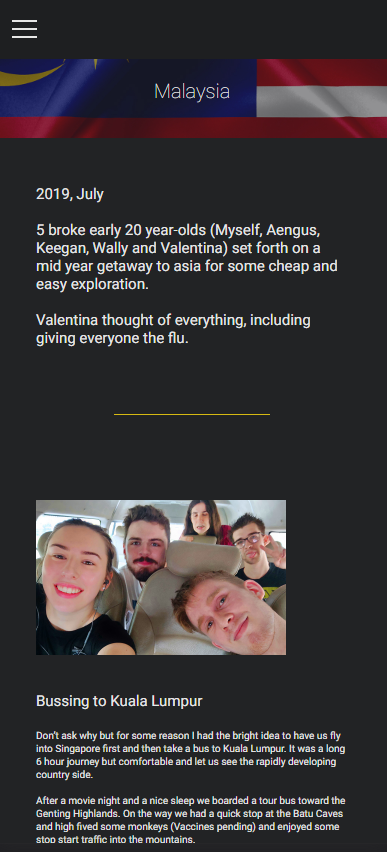 Malaysia
2019, July
5 broke early 20 year-olds (Myself, Aengus,
Keegan, Wally and Valentina) set forth on a
mid year getaway to asia for some cheap and
easy exploration.
Valentina thought of everything, including
giving everyone the flu.
Bussing to Kuala Lumpur
Don't ask why but for some reason I had the bright idea to have us fly
into Singapore first and then take a bus to Kuala Lumpur. It was a long
6 hour journey but comfortable and let us see the rapidly developing
country side.
After a movie night and a nice sleep we boarded a tour bus toward the
Genting Highlands. On the way we had a quick stop at the Batu Caves
and high fived some monkeys (Vaccines pending) and enjoyed some
stop start traffic into the mountains.